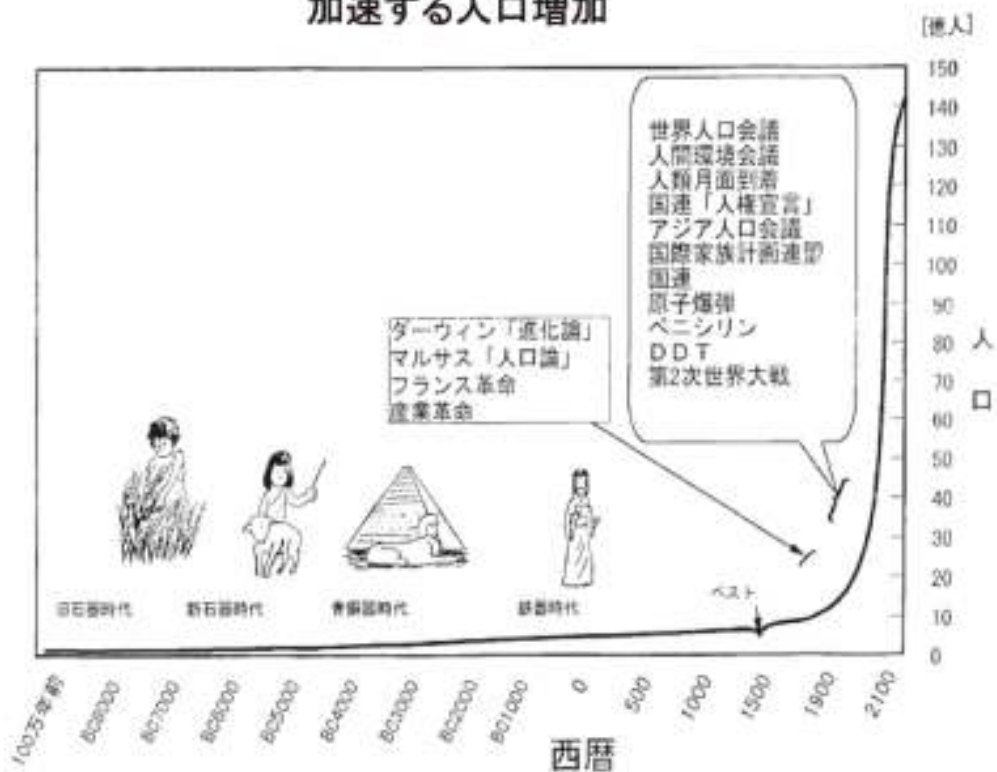 加速する人口増加
[億人]
150
140
130
120
110
100
90
80
70
60
50
40
30
20
10
0
人口
世界人口会議
人間環境会議
人類月面到着
国連「人権宣言」
アジア人口会議
国際家族計画連盟
国連
原子爆弾
ペニシリン
DDT
第2次世界大戦
ダーウィン「進化論」
マルサス「人口論」
フランス革命
産業革命
ペスト
旧石器時代
新石器時代
青銅器時代
鉄器時代
100万年前
BC8000
BC7000
BC6000
BC5000
BC4000
BC3000
BC2000
BC1000
0
500
1000
1500
1900
2100
西暦